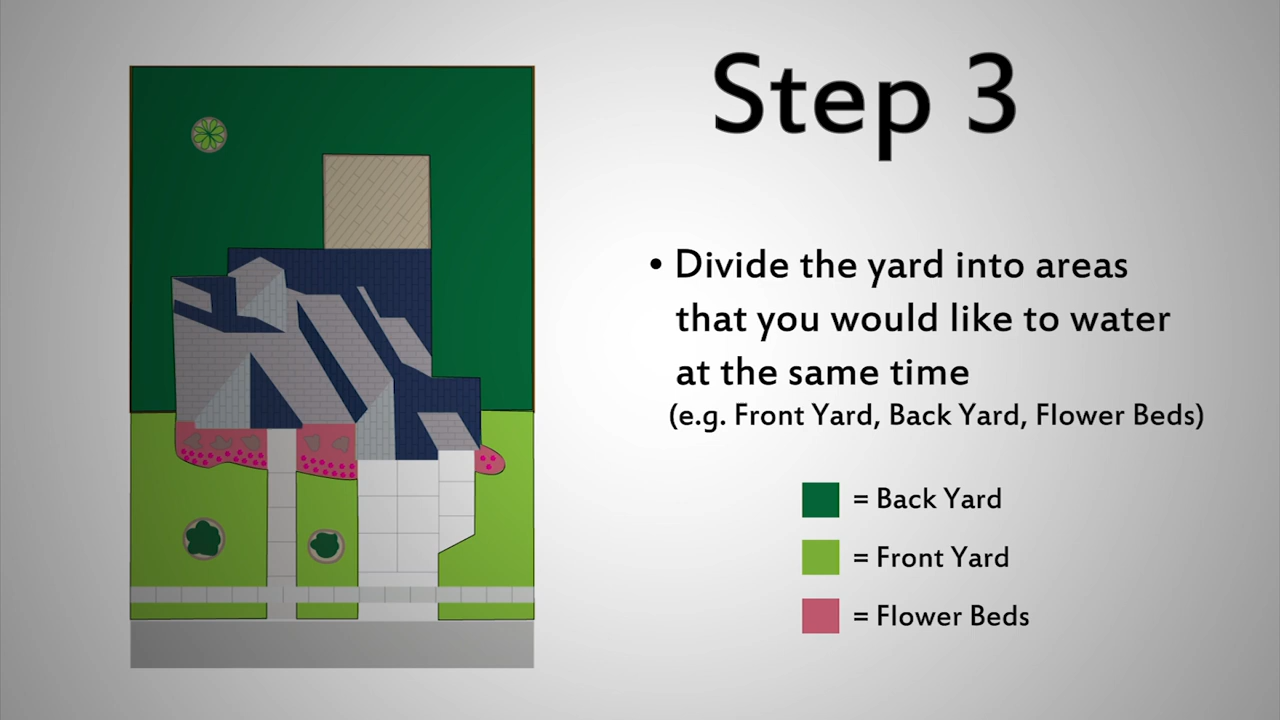 Step 3
• Divide the yard into areas
that you would like to water
at the same time
(e.g. Front Yard, Back Yard, Flower Beds)
= Back Yard
= Front Yard
= Flower Beds